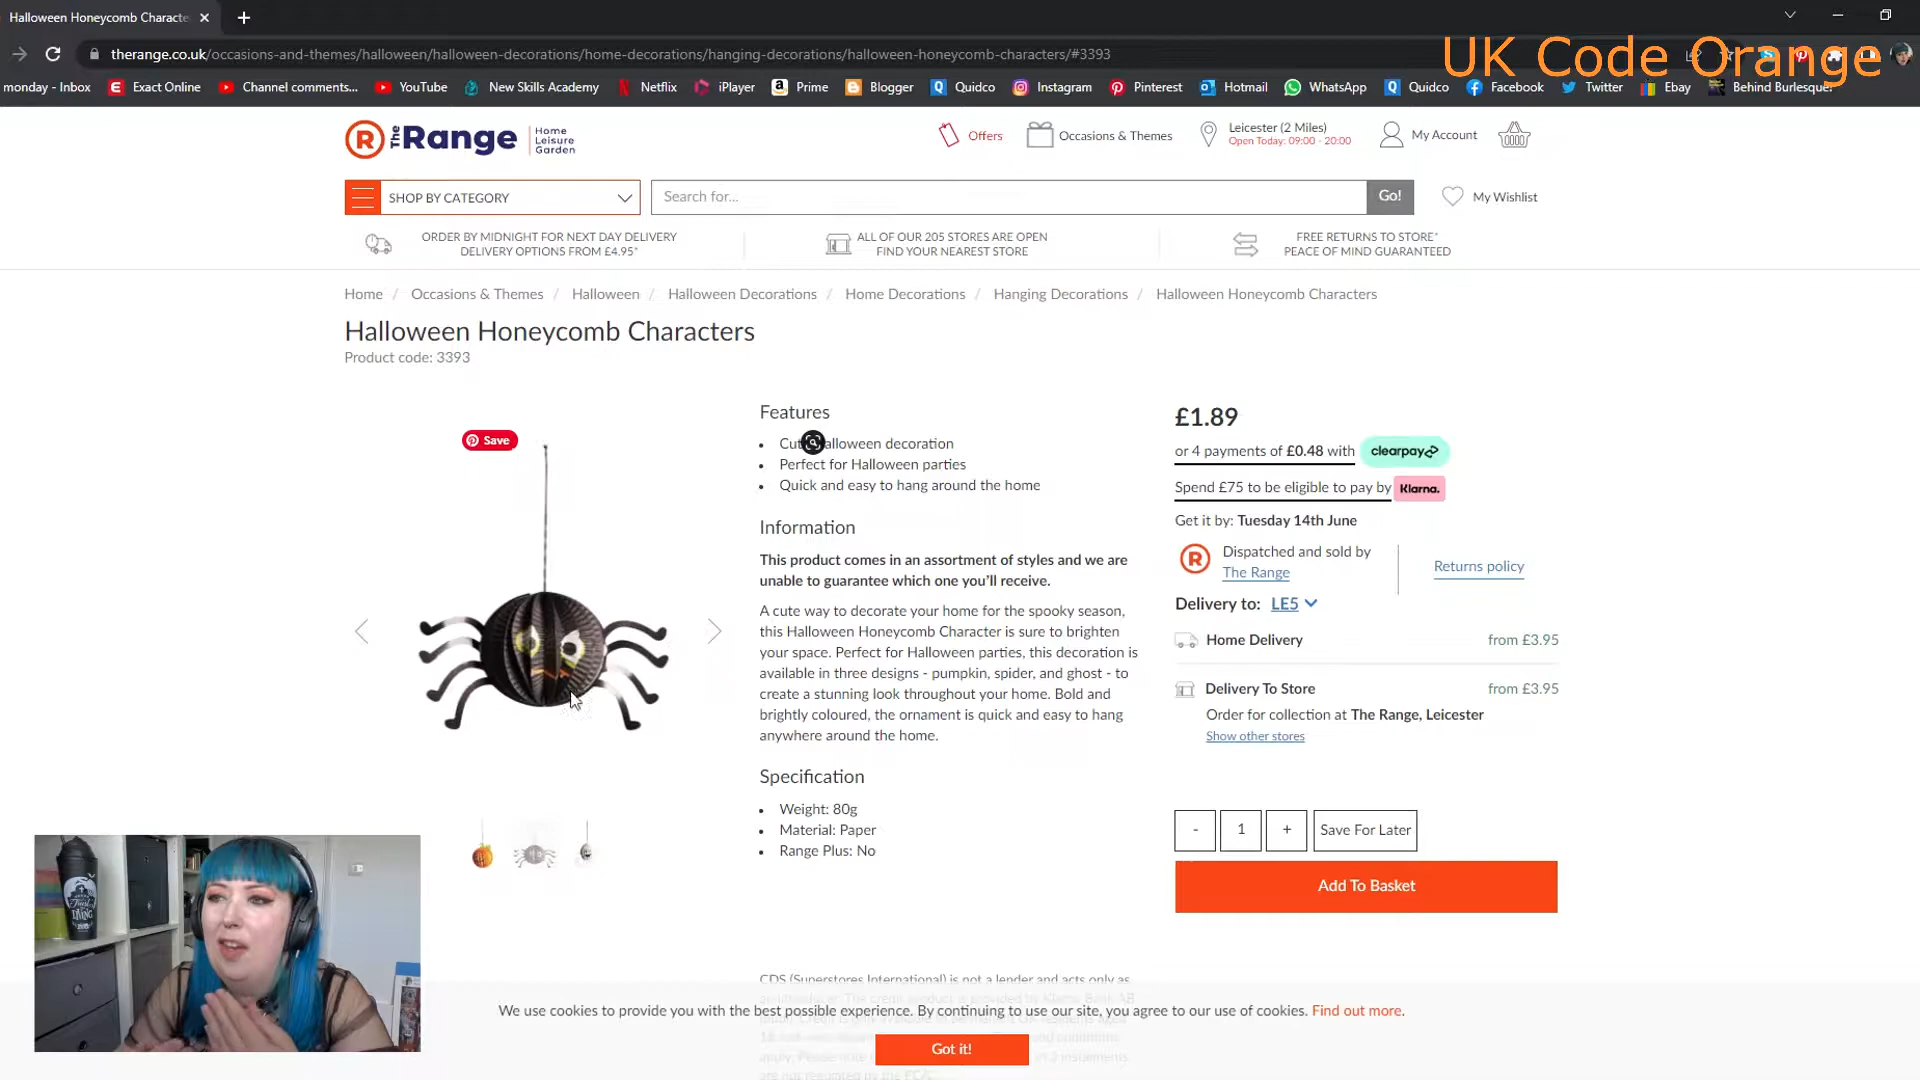 Halloween Honeycomb Characte
therange.co.uk/occasions-and-themes/halloween/halloween-decorations/home-decorations/hanging-decorations/halloween-honeycomb-characters/#3393
UK Code Orange
monday - Inbox Exact Online Channel comments... YouTube New Skills Academy Netflix iPlayer Prime Blogger Quidco Instagram Pinterest Hotmail WhatsApp Quidco Facebook Twitter Ebay Behind Burlesque:
The Range Home Leisure Garden
Offers
Occasions & Themes
Leicester (2 Miles)
Open Today: 09:00 - 20:00
My Account
SHOP BY CATEGORY
Search for...
Go!
My Wishlist
ORDER BY MIDNIGHT FOR NEXT DAY DELIVERY
DELIVERY OPTIONS FROM £4.95*
ALL OF OUR 205 STORES ARE OPEN
FIND YOUR NEAREST STORE
FREE RETURNS TO STORE*
PEACE OF MIND GUARANTEED
Home / Occasions & Themes / Halloween / Halloween Decorations / Home Decorations / Hanging Decorations / Halloween Honeycomb Characters
Halloween Honeycomb Characters
Product code: 3393
Save
Features
• Cut alloween decoration
• Perfect for Halloween parties
• Quick and easy to hang around the home
Information
This product comes in an assortment of styles and we are
unable to guarantee which one you'll receive.
A cute way to decorate your home for the spooky season,
this Halloween Honeycomb Character is sure to brighten
your space. Perfect for Halloween parties, this decoration is
available in three designs - pumpkin, spider, and ghost - to
create a stunning look throughout your home. Bold and
brightly coloured, the ornament is quick and easy to hang
anywhere around the home.
Specification
• Weight: 80g
• Material: Paper
• Range Plus: No
£1.89
or 4 payments of £0.48 with clearpay
Spend £75 to be eligible to pay by Klarna.
Get it by: Tuesday 14th June
Dispatched and sold by
The Range
Returns policy
Delivery to: LE5
Home Delivery from £3.95
Delivery To Store from £3.95
Order for collection at The Range, Leicester
Show other stores
- 1 + Save For Later
Add To Basket
CDS (Superstores International) is not a lender and acts only as
We use cookies to provide you with the best possible experience. By continuing to use our site, you agree to our use of cookies. Find out more.
Got it!